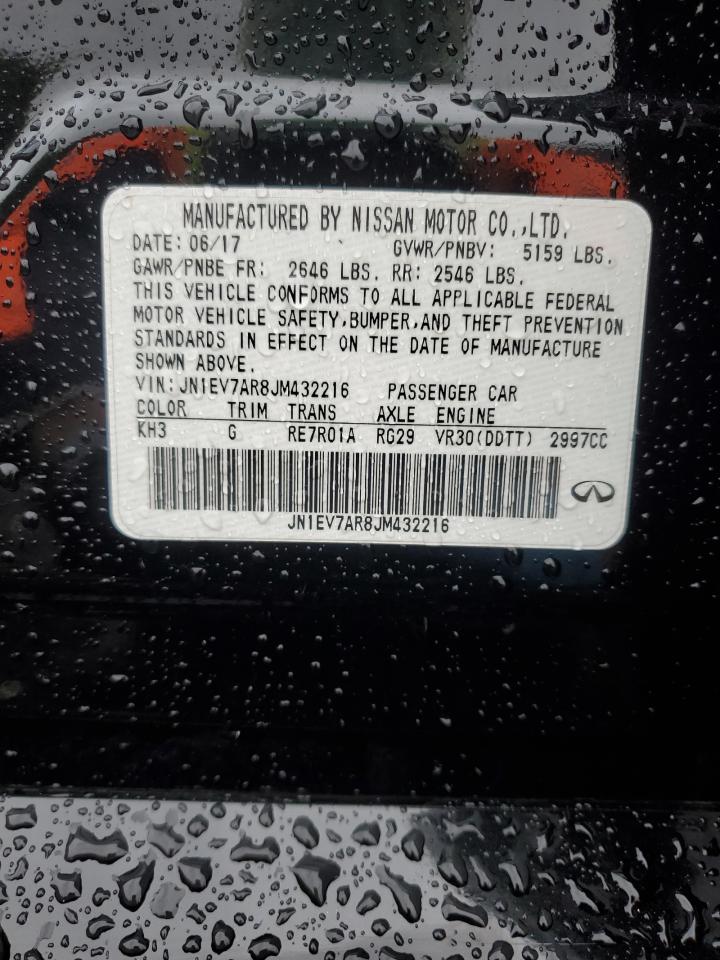 MANUFACTURED BY NISSAN MOTOR CO.,LTD.
DATE: 06/17 GVWR/PNBV: 5159 LBS.
GAWR/PNBE FR: 2646 LBS. RR: 2546 LBS.
THIS VEHICLE CONFORMS TO ALL APPLICABLE FEDERAL
MOTOR VEHICLE SAFETY,BUMPER,AND THEFT PREVENTION
STANDARDS IN EFFECT ON THE DATE OF MANUFACTURE
SHOWN ABOVE.
VIN:JN1EV7AR8JM432216 PASSENGER CAR
COLOR TRIM TRANS AXLE ENGINE
KH3 G RE7R01A RG29 VR30(DDTT) 2997CC
JN1EV7AR8JM432216